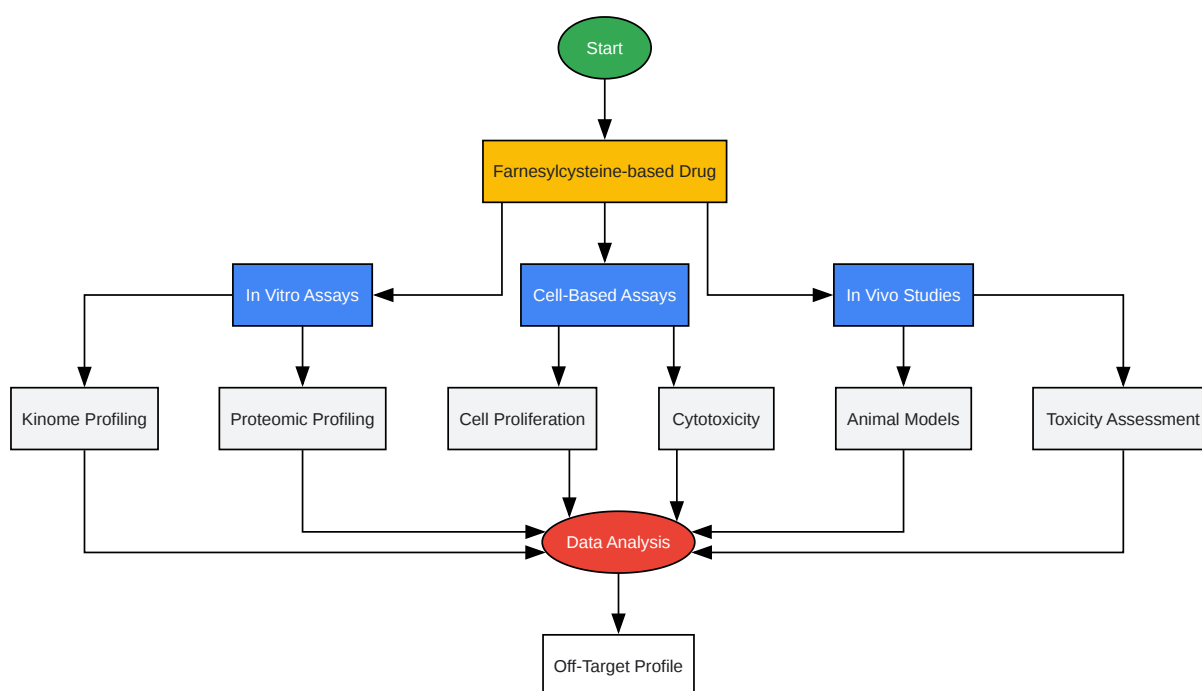 Start
Farnesylcysteine-based Drug
In Vitro Assays
Cell-Based Assays
In Vivo Studies
Kinome Profiling
Proteomic Profiling
Cell Proliferation
Cytotoxicity
Animal Models
Toxicity Assessment
Data Analysis
Off-Target Profile